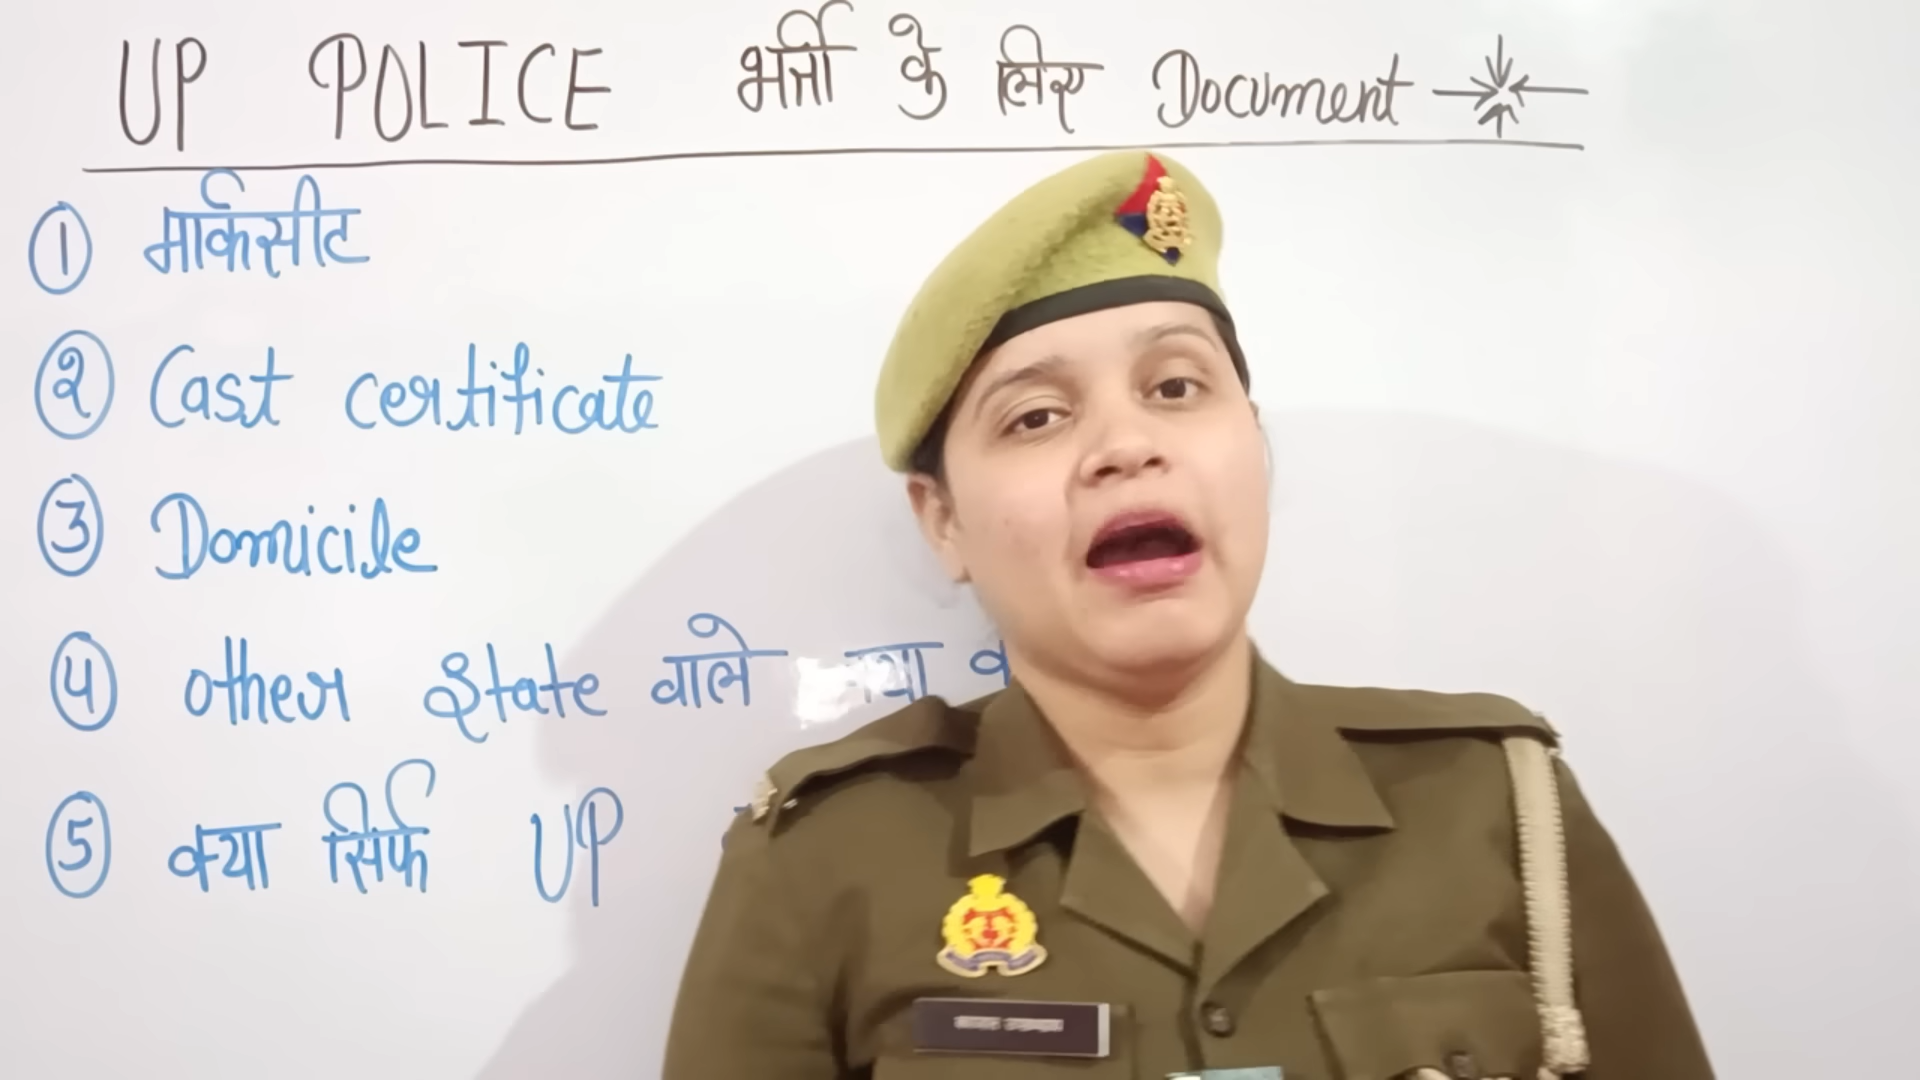 UP POLICE भर्ती के लिए Document
① मार्कसीट
② Cast certificate
③ Domicile
④ other State वाले क्या
⑤ क्या सिर्फ UP